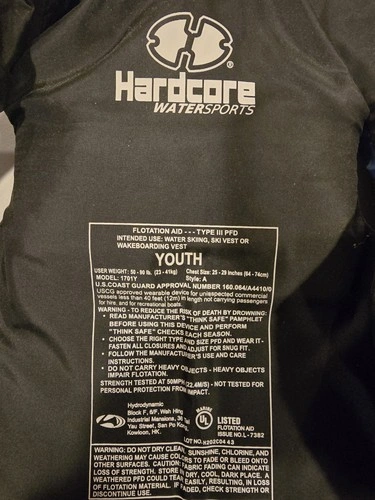 Hardcore
WATERSPORTS
FLOTATION AID --- TYPE III PFD
INTENDED USE: WATER SKIING, SKI VEST OR
WAKEBOARDING VEST
YOUTH
USER WEIGHT: 50 - 90 lb. (23 - 41kg) Chest Size: 25 - 29 inches (64 - 74cm)
MODEL: 1701Y Style: A
U.S.COAST GUARD APPROVAL NUMBER 160.064/A4410/0
USCG approved wearable device for uninspected commercial
vessels less than 40 feet (12m) in length not carrying passengers
for hire, and for recreational boats.
WARNING - TO REDUCE THE RISK OF DEATH BY DROWNING:
• READ MANUFACTURER'S "THINK SAFE" PAMPHLET
BEFORE USING THIS DEVICE AND PERFORM
"THINK SAFE" CHECKS EACH SEASON.
• CHOOSE THE RIGHT TYPE AND SIZE PFD AND WEAR IT-
FASTEN ALL CLOSURES AND ADJUST FOR SNUG FIT.
• FOLLOW THE MANUFACTURER'S USE AND CARE
INSTRUCTIONS.
• DO NOT CARRY HEAVY OBJECTS - HEAVY OBJECTS
IMPAIR FLOTATION.
STRENGTH TESTED AT 50MPH (22.4M/S) - NOT TESTED FOR
PERSONAL PROTECTION FROM IMPACT.
Hydrodynamic
Block F, 6/F, Wah Hing
Industrial Mansions, 36
Yau Street, San Po Kong
Kowloon, HK.
MARINE
UL LISTED
FLOTATION AID
ISSUE NO. L - 7382
LOT NO. H202C04 43
WARNING: DO NOT DRY CLEAN. SUNSHINE, CHLORINE, AND
WEATHERING MAY CAUSE COLORS TO FADE OR BLEED ONTO
OTHER SURFACES. CAUTION: FABRIC FADING CAN INDICATE
LOSS OF STRENGTH. STORE IN DRY, COOL, DARK PLACE. A
WEATHERED PFD COULD TEAR EASILY, RESULTING IN LOSS
OF FLOTATION MATERIAL. IF FADED, CHECK STRENGTH OR
DISCONTINUE USE.